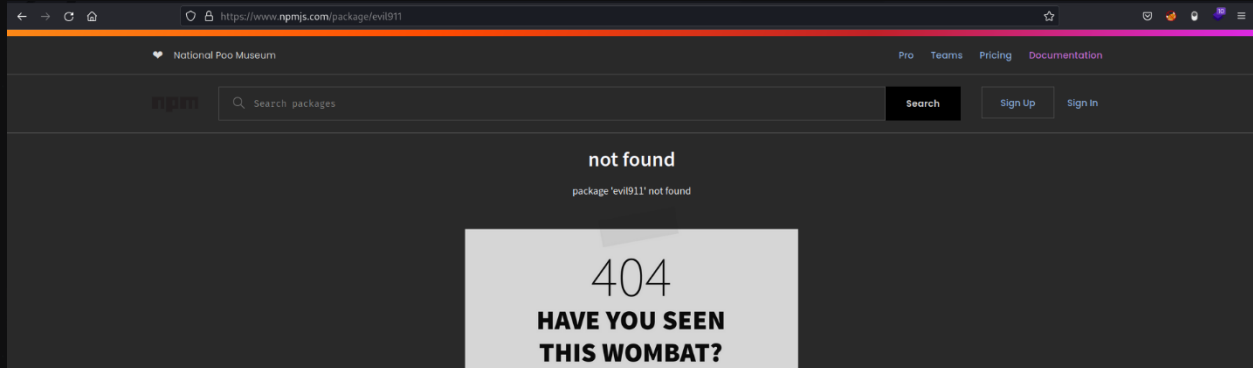 https://www.npmjs.com/package/evil911
10
❤ National Poo Museum
Pro Teams Pricing Documentation
npm
Search packages
Search
Sign Up
Sign In
not found
package 'evil911' not found
404
HAVE YOU SEEN
THIS WOMBAT?